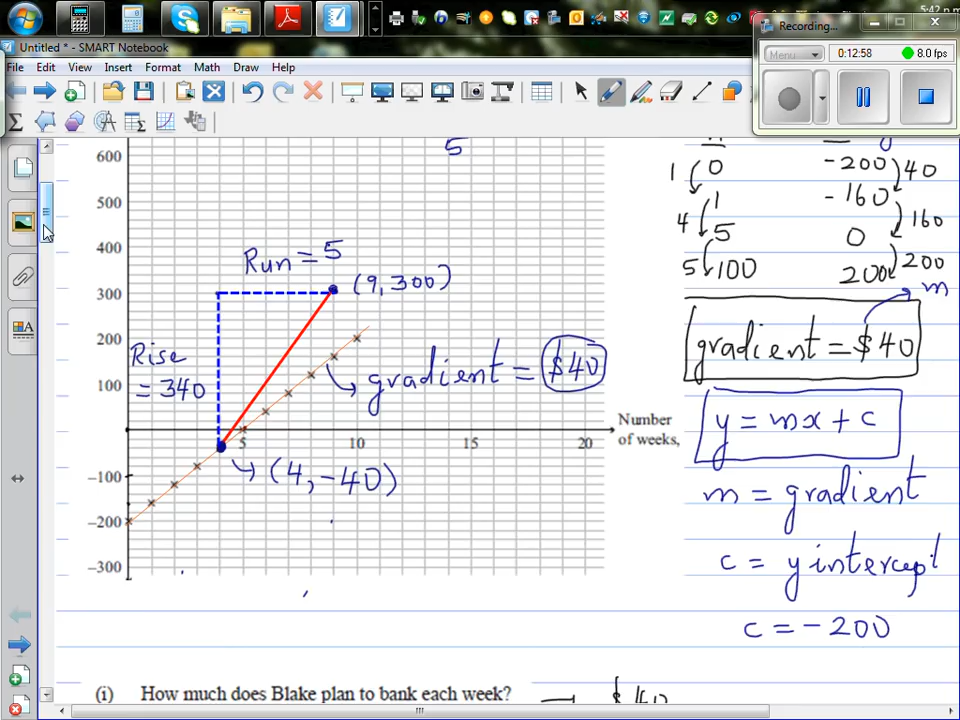 5:42 p
Recording...
Untitled * - SMART Notebook
Menu
0:12:58
8.0 fps
File Edit View Insert Format Math Draw Help
5
600
500
400
300
200
100
-100
-200
-300
5
10
15
20
Number
of weeks,
Run = 5
(9, 300)
Rise
= 340
gradient = $40
(4, -40)
0 -200
1 40
1 -160
4 160
5 0
5 200
100 200
m
gradient = $40
y = mx + c
m = gradient
c = y intercept
c = -200
(i) How much does Blake plan to bank each week?